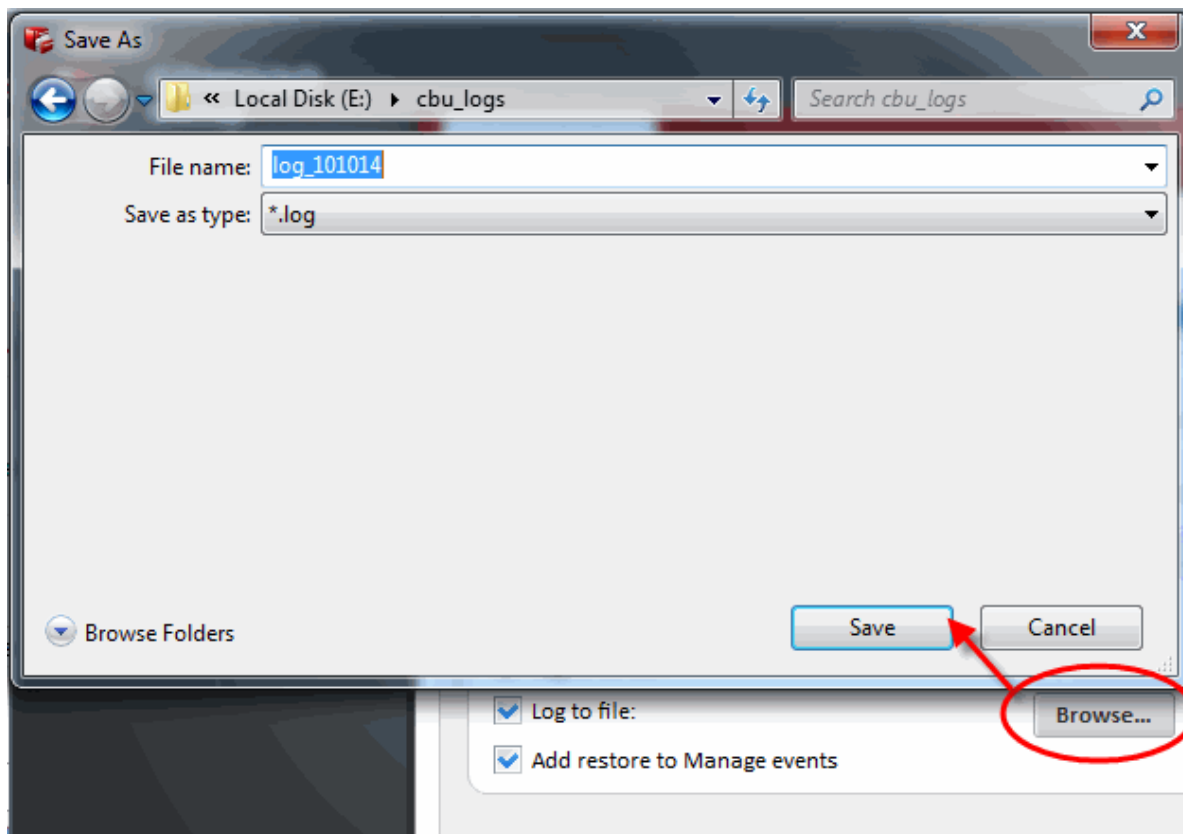 Save As
« Local Disk (E:) cbu_logs
Search cbu_logs
File name: log_101014
Save as type: *.log
Browse Folders
Save
Cancel
Log to file:
Browse...
Add restore to Manage events